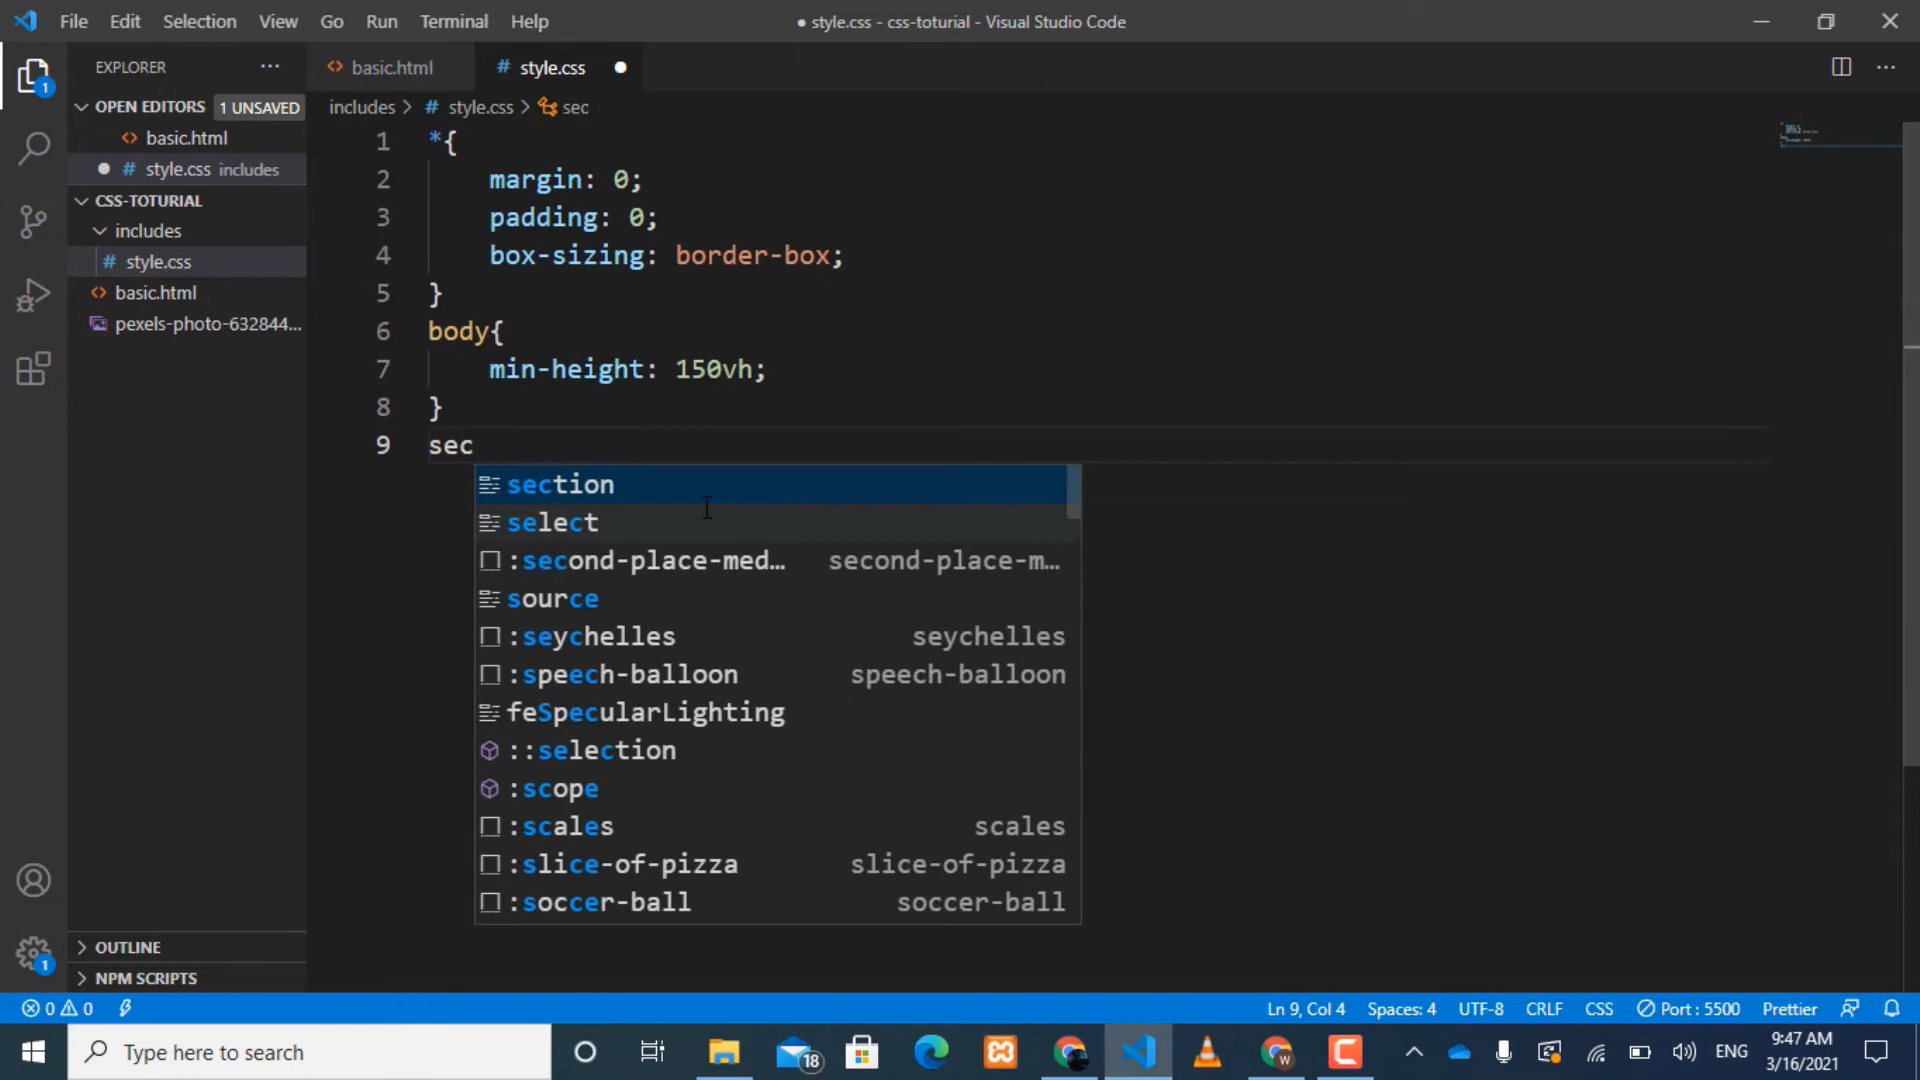 File Edit Selection View Go Run Terminal Help
● style.css - css-toturial - Visual Studio Code
EXPLORER ...
basic.html
# style.css ●
OPEN EDITORS 1 UNSAVED
basic.html
● # style.css includes
CSS-TOTURIAL
includes
# style.css
basic.html
pexels-photo-632844...
OUTLINE
NPM SCRIPTS
1
1
includes > # style.css > sec
1 *{
2 margin: 0;
3 padding: 0;
4 box-sizing: border-box;
5 }
6 body{
7 min-height: 150vh;
8 }
9 sec
section
select
:second-place-med... second-place-m...
source
:seychelles seychelles
:speech-balloon speech-balloon
feSpecularLighting
::selection
:scope
:scales scales
:slice-of-pizza slice-of-pizza
:soccer-ball soccer-ball
0 0 Ln 9, Col 4 Spaces: 4 UTF-8 CRLF CSS Port : 5500 Prettier
Type here to search
18
W
ENG
9:47 AM
3/16/2021